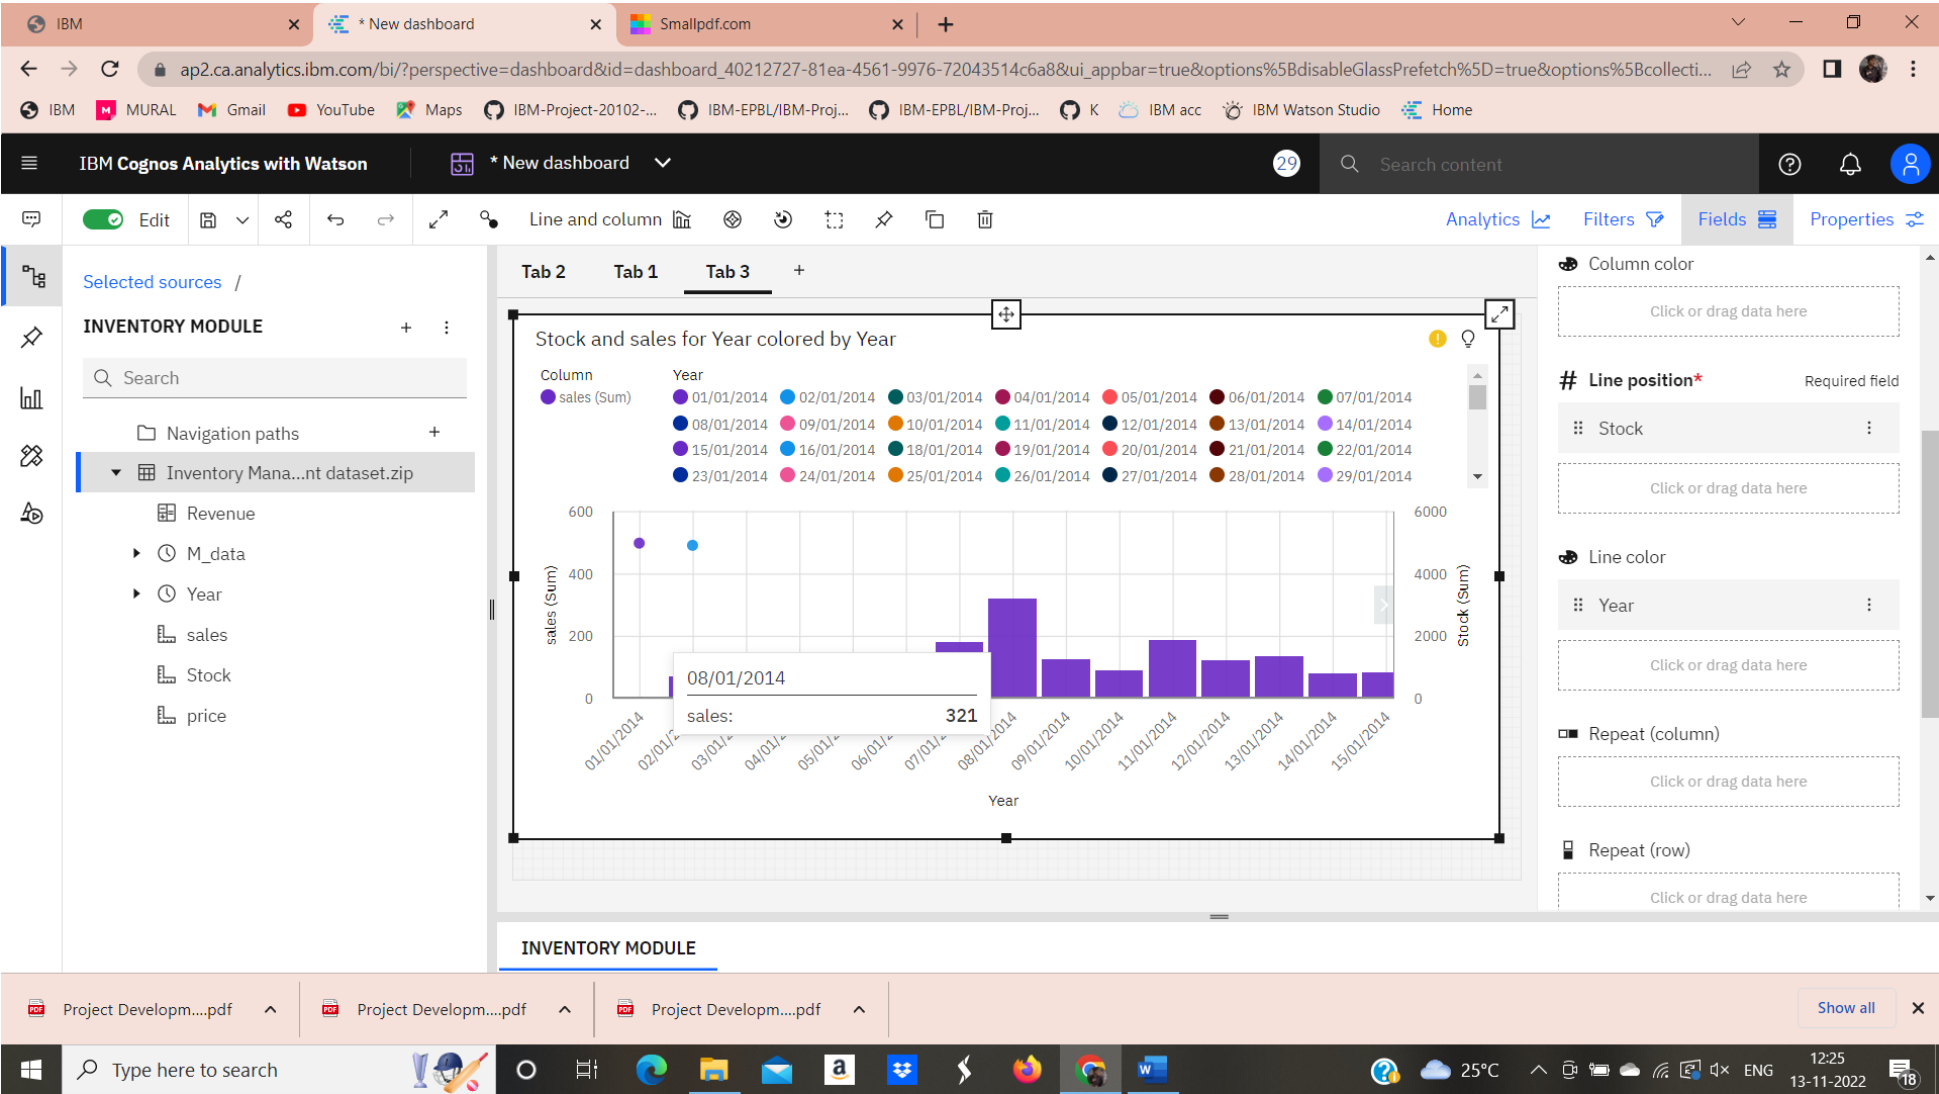 IBM
* New dashboard
Smallpdf.com
ap2.ca.analytics.ibm.com/bi/?perspective=dashboard&id=dashboard_40212727-81ea-4561-9976-72043514c6a8&ui_appbar=true&options%5BdisableGlassPrefetch%5D=true&options%5Bcollecti...
IBM MURAL Gmail YouTube Maps IBM-Project-20102-... IBM-EPBL/IBM-Proj... IBM-EPBL/IBM-Proj... K IBM acc IBM Watson Studio Home
IBM Cognos Analytics with Watson
* New dashboard
29
Search content
Edit
Line and column
Analytics
Filters
Fields
Properties
Selected sources /
INVENTORY MODULE
Search
Navigation paths
Inventory Mana...nt dataset.zip
Revenue
M_data
Year
sales
Stock
price
Tab 2 Tab 1 Tab 3
Stock and sales for Year colored by Year
Column
sales (Sum)
Year
01/01/2014 02/01/2014 03/01/2014 04/01/2014 05/01/2014 06/01/2014 07/01/2014
08/01/2014 09/01/2014 10/01/2014 11/01/2014 12/01/2014 13/01/2014 14/01/2014
15/01/2014 16/01/2014 18/01/2014 19/01/2014 20/01/2014 21/01/2014 22/01/2014
23/01/2014 24/01/2014 25/01/2014 26/01/2014 27/01/2014 28/01/2014 29/01/2014
600
400
200
0
sales (Sum)
6000
4000
2000
0
Stock (Sum)
08/01/2014
sales: 321
01/01/2014 02/01/2 03/01/2 04/01/ 05/01/ 06/01/ 07/01/ 08/01/2014 09/01/2014 10/01/2014 11/01/2014 12/01/2014 13/01/2014 14/01/2014 15/01/2014
Year
Column color
Click or drag data here
Line position*
Required field
Stock
Click or drag data here
Line color
Year
Click or drag data here
Repeat (column)
Click or drag data here
Repeat (row)
Click or drag data here
INVENTORY MODULE
Project Developm....pdf
Project Developm....pdf
Project Developm....pdf
Show all
Type here to search
25°C
ENG
12:25
13-11-2022
18